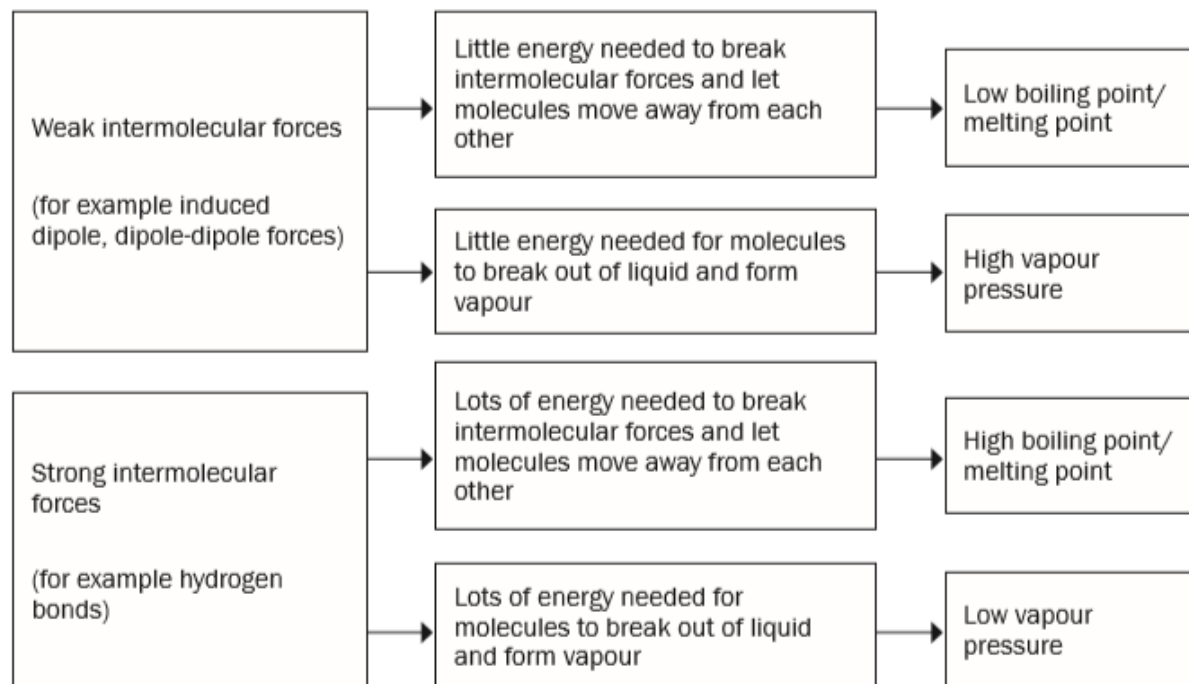 Weak intermolecular forces
(for example induced
dipole, dipole-dipole forces)
Little energy needed to break
intermolecular forces and let
molecules move away from each
other
Low boiling point/
melting point
Little energy needed for molecules
to break out of liquid and form
vapour
High vapour
pressure
Strong intermolecular
forces
(for example hydrogen
bonds)
Lots of energy needed to break
intermolecular forces and let
molecules move away from each
other
High boiling point/
melting point
Lots of energy needed for
molecules to break out of liquid
and form vapour
Low vapour
pressure